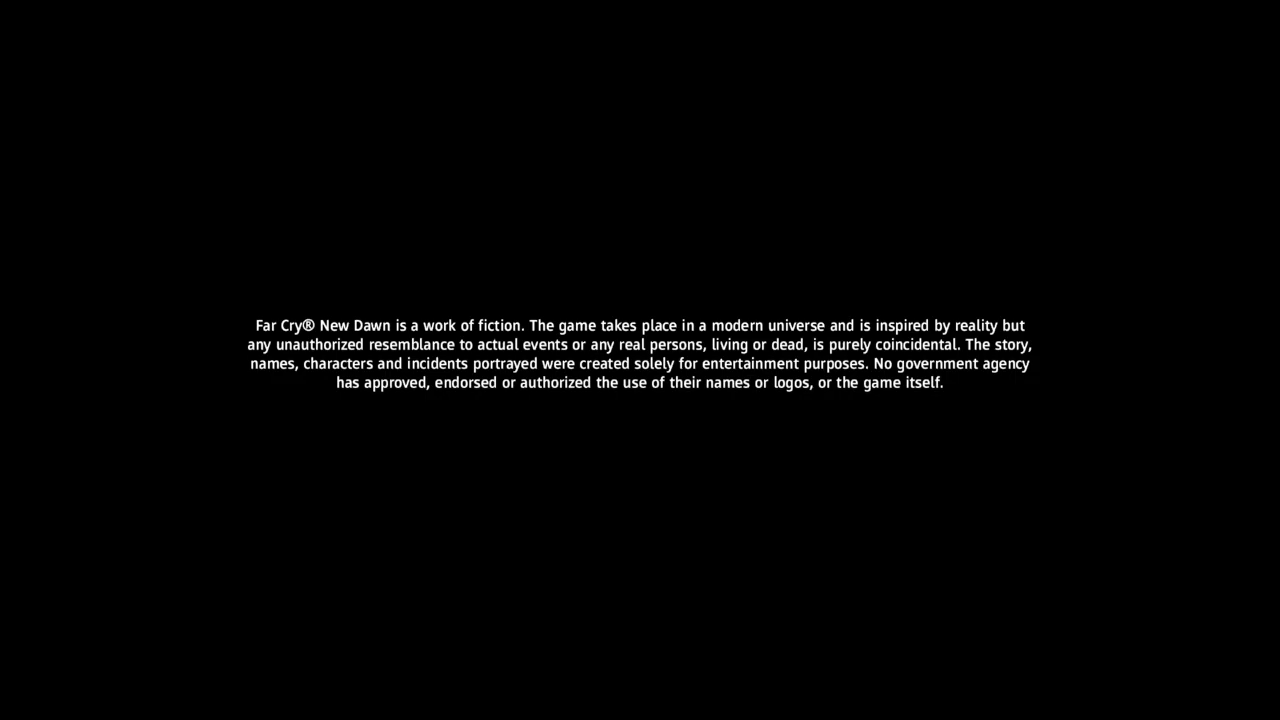 Far Cry® New Dawn is a work of fiction. The game takes place in a modern universe and is inspired by reality but
any unauthorized resemblance to actual events or any real persons, living or dead, is purely coincidental. The story,
names, characters and incidents portrayed were created solely for entertainment purposes. No government agency
has approved, endorsed or authorized the use of their names or logos, or the game itself.